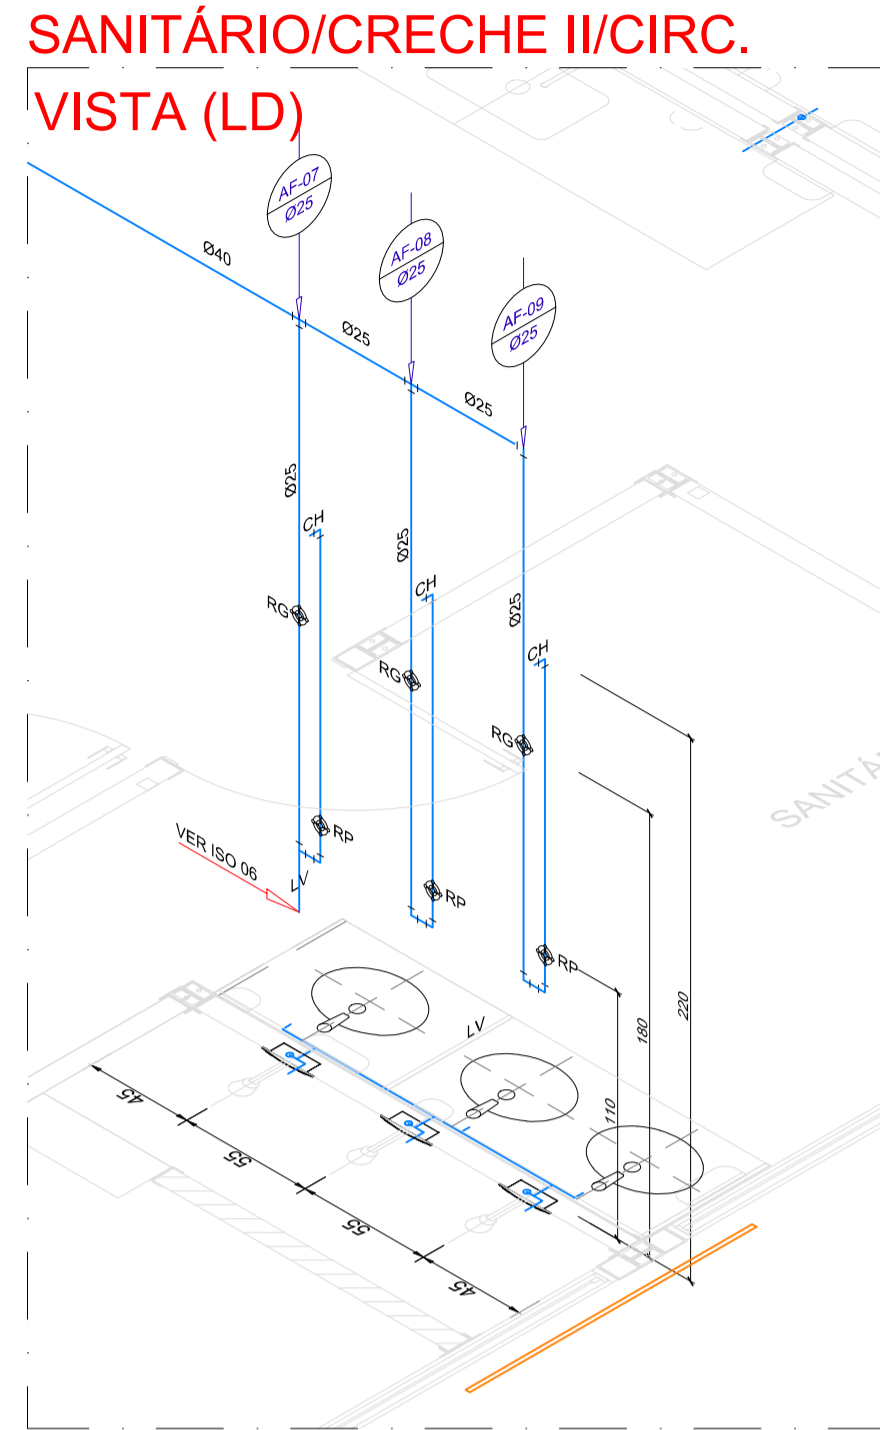 SANITÁRIO/CRECHE II/CIRC.
VISTA (LD)
AF-07
Ø25
AF-08
Ø25
AF-09
Ø25
Ø40
Ø25
Ø25
Ø25
Ø25
Ø25
CH
CH
CH
RG
RG
RG
RP
RP
RP
VER ISO 06
LV
LV
SANITÁ
110
180
220
45
55
55
45